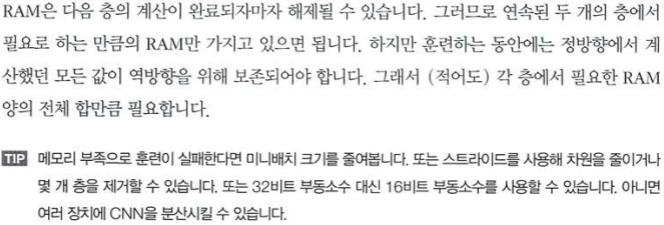 RAM은 다음 층의 계산이 완료되자마자 해제될 수 있습니다. 그러므로 연속된 두 개의 층에서
필요로 하는 만큼의 RAM만 가지고 있으면 됩니다. 하지만 훈련하는 동안에는 정방향에서 계
산했던 모든 값이 역방향을 위해 보존되어야 합니다. 그래서 (적어도) 각 층에서 필요한 RAM
양의 전체 합만큼 필요합니다.
TIP 메모리 부족으로 훈련이 실패한다면 미니배치 크기를 줄여봅니다. 또는 스트라이드를 사용해 차원을 줄이거나
몇 개 층을 제거할 수 있습니다. 또는 32비트 부동소수 대신 16비트 부동소수를 사용할 수 있습니다. 아니면
여러 장치에 CNN을 분산시킬 수 있습니다.